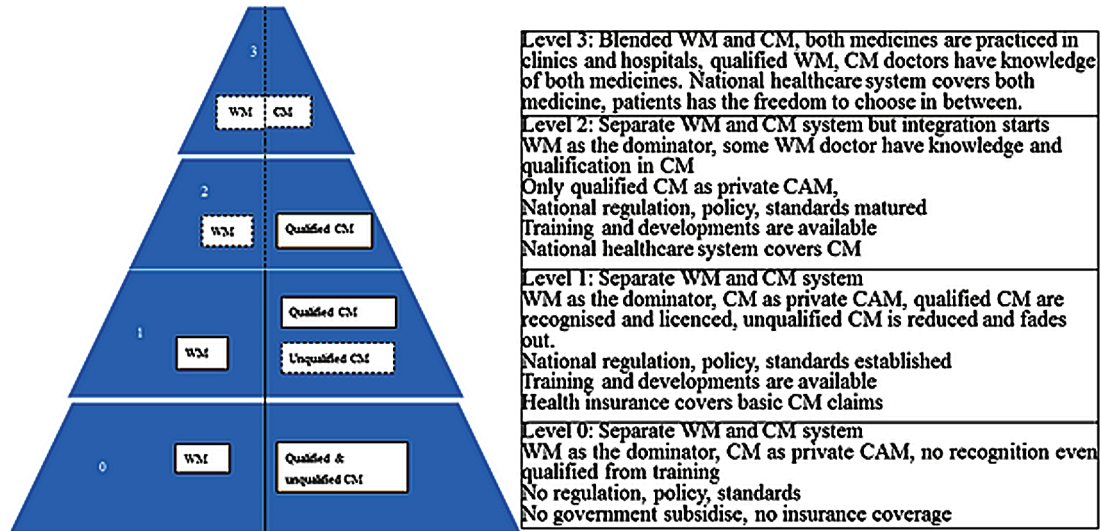 3
WM
CM
2
WM
Qualified CM
1
Qualified CM
WM
Unqualified CM
0
WM
Qualified &
unqualified CM
Level 3: Blended WM and CM, both medicines are practiced in
clinics and hospitals, qualified WM, CM doctors have knowledge
of both medicines. National healthcare system covers both
medicine, patients has the freedom to choose in between.
Level 2: Separate WM and CM system but integration starts
WM as the dominator, some WM doctor have knowledge and
qualification in CM
Only qualified CM as private CAM,
National regulation, policy, standards matured
Training and developments are available
National healthcare system covers CM
Level 1: Separate WM and CM system
WM as the dominator, CM as private CAM, qualified CM are
recognised and licenced, unqualified CM is reduced and fades
out.
National regulation, policy, standards established
Training and developments are available
Health insurance covers basic CM claims
Level 0: Separate WM and CM system
WM as the dominator, CM as private CAM, no recognition even
qualified from training
No regulation, policy, standards
No government subsidise, no insurance coverage